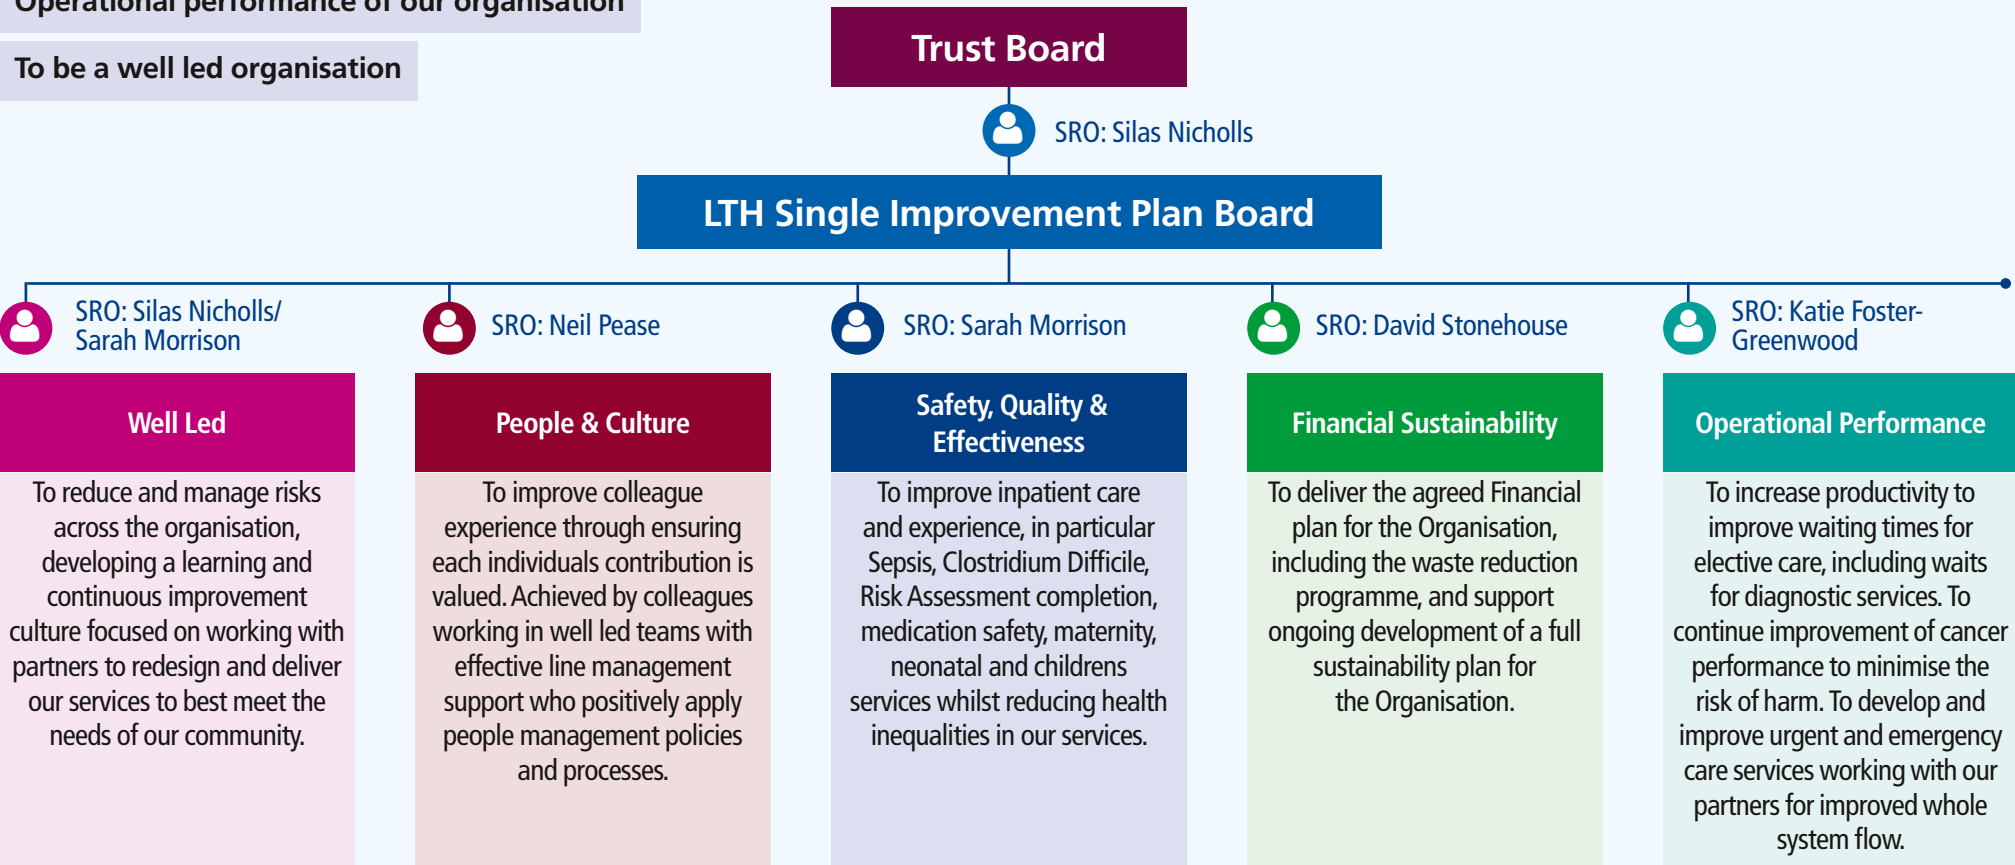 Operational performance of our organisation
To be a well led organisation
Trust Board
SRO: Silas Nicholls
LTH Single Improvement Plan Board
SRO: Silas Nicholls/
Sarah Morrison
Well Led
To reduce and manage risks
across the organisation,
developing a learning and
continuous improvement
culture focused on working with
partners to redesign and deliver
our services to best meet the
needs of our community.
SRO: Neil Pease
People & Culture
To improve colleague
experience through ensuring
each individuals contribution is
valued. Achieved by colleagues
working in well led teams with
effective line management
support who positively apply
people management policies
and processes.
SRO: Sarah Morrison
Safety, Quality &
Effectiveness
To improve inpatient care
and experience, in particular
Sepsis, Clostridium Difficile,
Risk Assessment completion,
medication safety, maternity,
neonatal and childrens
services whilst reducing health
inequalities in our services.
SRO: David Stonehouse
Financial Sustainability
To deliver the agreed Financial
plan for the Organisation,
including the waste reduction
programme, and support
ongoing development of a full
sustainability plan for
the Organisation.
SRO: Katie Foster-
Greenwood
Operational Performance
To increase productivity to
improve waiting times for
elective care, including waits
for diagnostic services. To
continue improvement of cancer
performance to minimise the
risk of harm. To develop and
improve urgent and emergency
care services working with our
partners for improved whole
system flow.